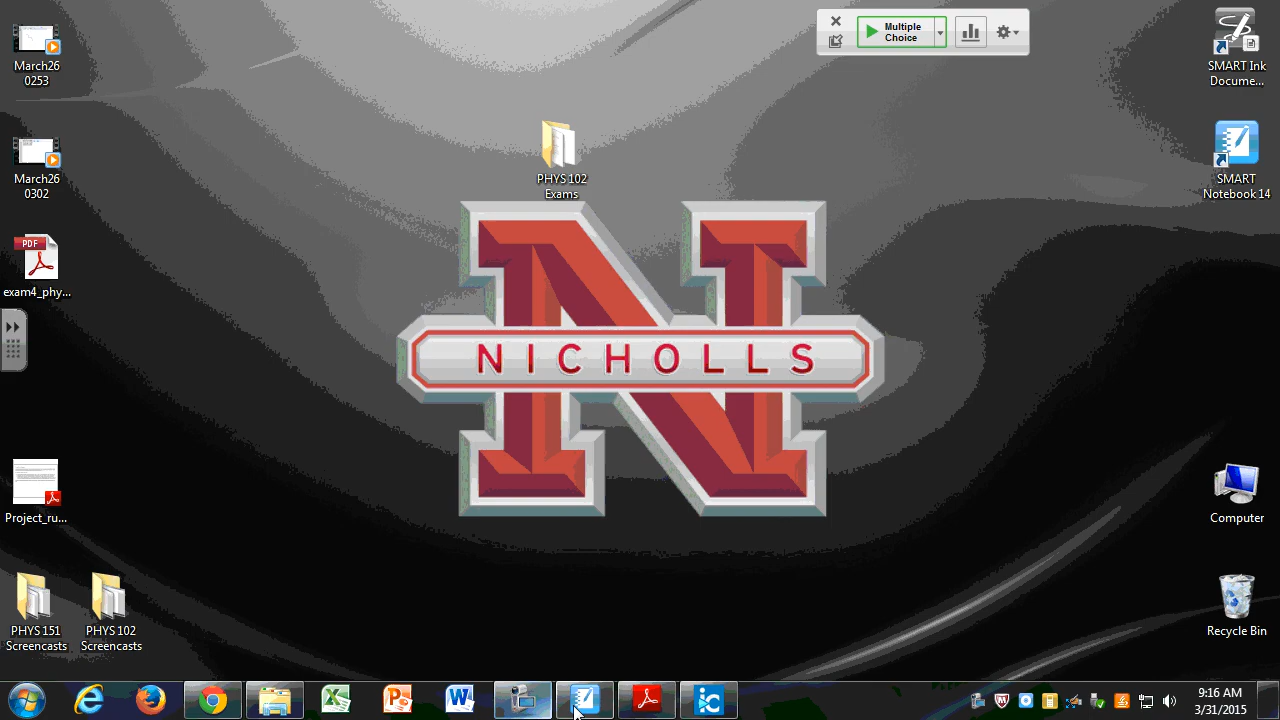 March26
0253
March26
0302
PDF
exam4_phy...
Project_ru...
PHYS 151
Screencasts
PHYS 102
Screencasts
PHYS 102
Exams
NICHOLLS
Multiple
Choice
SMART Ink
Docume...
SMART
Notebook 14
Computer
Recycle Bin
9:16 AM
3/31/2015